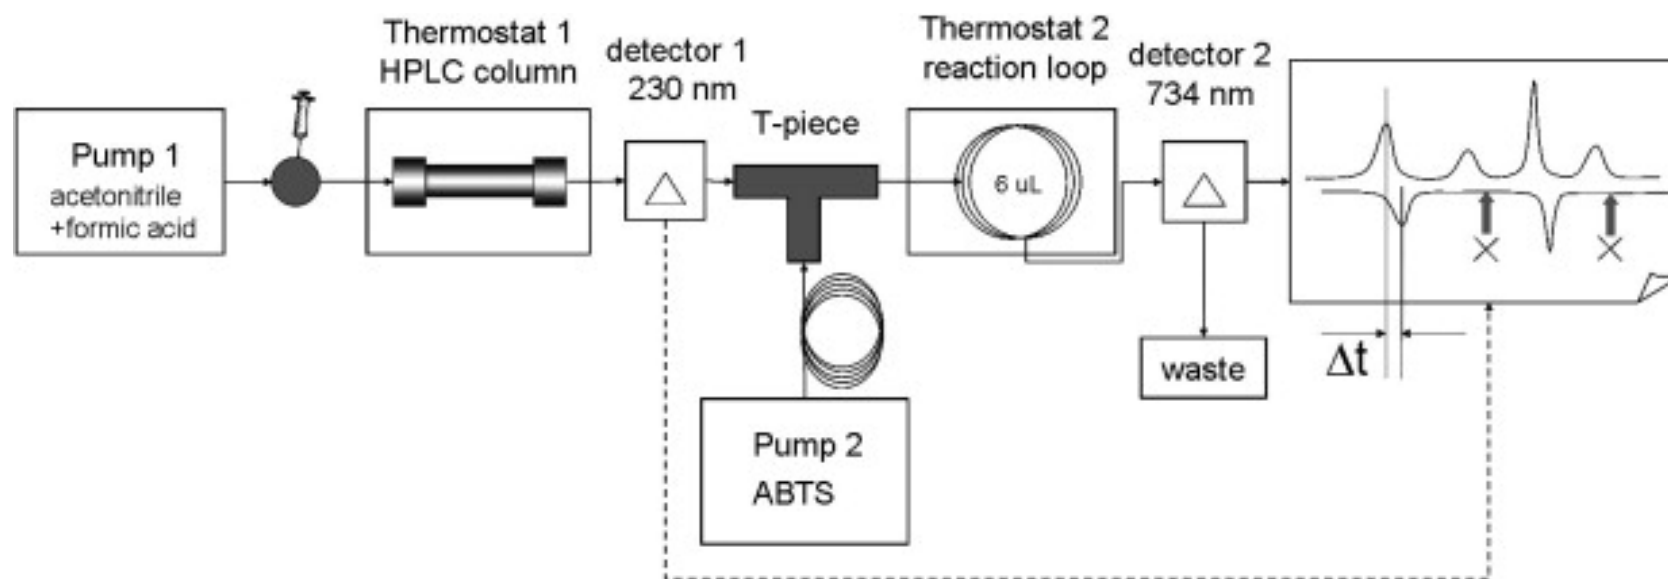 Pump 1
acetonitrile
+formic acid
Thermostat 1
HPLC column
detector 1
230 nm
T-piece
Pump 2
ABTS
Thermostat 2
reaction loop
6 uL
detector 2
734 nm
waste
Δt